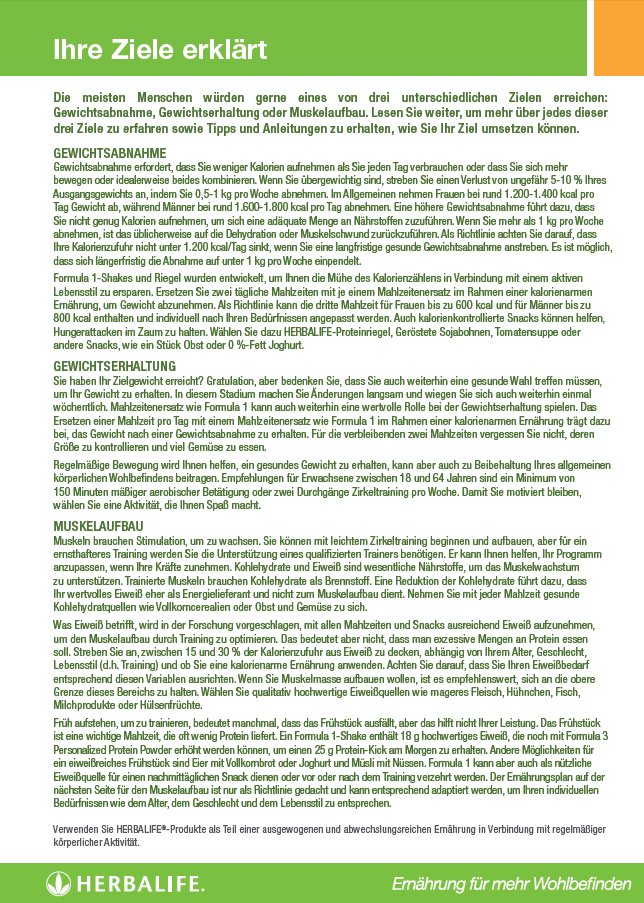 Ihre Ziele erklärt
Die meisten Menschen würden gerne eines von drei unterschiedlichen Zielen erreichen:
Gewichtsabnahme, Gewichtserhaltung oder Muskelaufbau. Lesen Sie weiter, um mehr über jedes dieser
drei Ziele zu erfahren sowie Tipps und Anleitungen zu erhalten, wie Sie Ihr Ziel umsetzen können.
GEWICHTSABNAHME
Gewichtsabnahme erfordert, dass Sie weniger Kalorien aufnehmen als Sie jeden Tag verbrauchen oder dass Sie sich mehr
bewegen oder idealerweise beides kombinieren. Wenn Sie übergewichtig sind, streben Sie einen Verlust von ungefähr 5-10 % Ihres
Ausgangsgewichts an, indem Sie 0,5-1 kg pro Woche abnehmen. Im Allgemeinen nehmen Frauen bei rund 1.200-1.400 kcal pro
Tag Gewicht ab, während Männer bei rund 1.600-1.800 kcal pro Tag abnehmen. Eine höhere Gewichtsabnahme führt dazu, dass
Sie nicht genug Kalorien aufnehmen, um sich eine adäquate Menge an Nährstoffen zuzuführen. Wenn Sie mehr als 1 kg pro Woche
abnehmen, ist das üblicherweise auf die Dehydration oder Muskelschwund zurückzuführen. Als Richtlinie achten Sie darauf, dass
Ihre Kalorienzufuhr nicht unter 1.200 kcal/Tag sinkt, wenn Sie eine langfristige gesunde Gewichtsabnahme anstreben. Es ist möglich,
dass sich längerfristig die Abnahme auf unter 1 kg pro Woche einpendelt.
Formula 1-Shakes und Riegel wurden entwickelt, um Ihnen die Mühe des Kalorienzählens in Verbindung mit einem aktiven
Lebensstil zu ersparen. Ersetzen Sie zwei tägliche Mahlzeiten mit je einem Mahlzeitenersatz im Rahmen einer kalorienarmen
Ernährung, um Gewicht abzunehmen. Als Richtlinie kann die dritte Mahlzeit für Frauen bis zu 600 kcal und für Männer bis zu
800 kcal enthalten und individuell nach Ihren Bedürfnissen angepasst werden. Auch kalorienkontrollierte Snacks können helfen,
Hungerattacken im Zaum zu halten. Wählen Sie dazu HERBALIFE-Proteinriegel, Geröstete Sojabohnen, Tomatensuppe oder
andere Snacks, wie ein Stück Obst oder 0 %-Fett Joghurt.
GEWICHTSERHALTUNG
Sie haben Ihr Zielgewicht erreicht? Gratulation, aber bedenken Sie, dass Sie auch weiterhin eine gesunde Wahl treffen müssen,
um Ihr Gewicht zu erhalten. In diesem Stadium machen Sie Änderungen langsam und wiegen Sie sich auch weiterhin einmal
wöchentlich. Mahlzeitenersatz wie Formula 1 kann auch weiterhin eine wertvolle Rolle bei der Gewichtserhaltung spielen. Das
Ersetzen einer Mahlzeit pro Tag mit einem Mahlzeitenersatz wie Formula 1 im Rahmen einer kalorienarmen Ernährung trägt dazu
bei, das Gewicht nach einer Gewichtsabnahme zu erhalten. Für die verbleibenden zwei Mahlzeiten vergessen Sie nicht, deren
Größe zu kontrollieren und viel Gemüse zu essen.
Regelmäßige Bewegung wird Ihnen helfen, ein gesundes Gewicht zu erhalten, kann aber auch zu Beibehaltung Ihres allgemeinen
körperlichen Wohlbefindens beitragen. Empfehlungen für Erwachsene zwischen 18 und 64 Jahren sind ein Minimum von
150 Minuten mäßiger aerobischer Betätigung oder zwei Durchgänge Zirkeltraining pro Woche. Damit Sie motiviert bleiben,
wählen Sie eine Aktivität, die Ihnen Spaß macht.
MUSKELAUFBAU
Muskeln brauchen Stimulation, um zu wachsen. Sie können mit leichtem Zirkeltraining beginnen und aufbauen, aber für ein
ernsthafteres Training werden Sie die Unterstützung eines qualifizierten Trainers benötigen. Er kann Ihnen helfen, Ihr Programm
anzupassen, wenn Ihre Kräfte zunehmen. Kohlehydrate und Eiweiß sind wesentliche Nährstoffe, um das Muskelwachstum
zu unterstützen. Trainierte Muskeln brauchen Kohlehydrate als Brennstoff. Eine Reduktion der Kohlehydrate führt dazu, dass
Ihr wertvolles Eiweiß eher als Energielieferant und nicht zum Muskelaufbau dient. Nehmen Sie mit jeder Mahlzeit gesunde
Kohlehydratquellen wie Vollkorncerealien oder Obst und Gemüse zu sich.
Was Eiweiß betrifft, wird in der Forschung vorgeschlagen, mit allen Mahlzeiten und Snacks ausreichend Eiweiß aufzunehmen,
um den Muskelaufbau durch Training zu optimieren. Das bedeutet aber nicht, dass man exzessive Mengen an Protein essen
soll. Streben Sie an, zwischen 15 und 30 % der Kalorienzufuhr aus Eiweiß zu decken, abhängig von Ihrem Alter, Geschlecht,
Lebensstil (d.h. Training) und ob Sie eine kalorienarme Ernährung anwenden. Achten Sie darauf, dass Sie Ihren Eiweißbedarf
entsprechend diesen Variablen ausrichten. Wenn Sie Muskelmasse aufbauen wollen, ist es empfehlenswert, sich an die obere
Grenze dieses Bereichs zu halten. Wählen Sie qualitativ hochwertige Eiweißquellen wie mageres Fleisch, Hühnchen, Fisch,
Milchprodukte oder Hülsenfrüchte.
Früh aufstehen, um zu trainieren, bedeutet manchmal, dass das Frühstück ausfällt, aber das hilft nicht Ihrer Leistung. Das Frühstück
ist eine wichtige Mahlzeit, die oft wenig Protein liefert. Ein Formula 1-Shake enthält 18 g hochwertiges Eiweiß, die noch mit Formula 3
Personalized Protein Powder erhöht werden können, um einen 25 g Protein-Kick am Morgen zu erhalten. Andere Möglichkeiten für
ein eiweißreiches Frühstück sind Eier mit Vollkornbrot oder Joghurt und Müsli mit Nüssen. Formula 1 kann aber auch als nützliche
Eiweißquelle für einen nachmittäglichen Snack dienen oder vor oder nach dem Training verzehrt werden. Der Ernährungsplan auf der
nächsten Seite für den Muskelaufbau ist nur als Richtlinie gedacht und kann entsprechend adaptiert werden, um Ihren individuellen
Bedürfnissen wie dem Alter, dem Geschlecht und dem Lebensstil zu entsprechen.
Verwenden Sie HERBALIFE®-Produkte als Teil einer ausgewogenen und abwechslungsreichen Ernährung in Verbindung mit regelmäßiger
körperlicher Aktivität.
HERBALIFE.
Ernährung für mehr Wohlbefinden